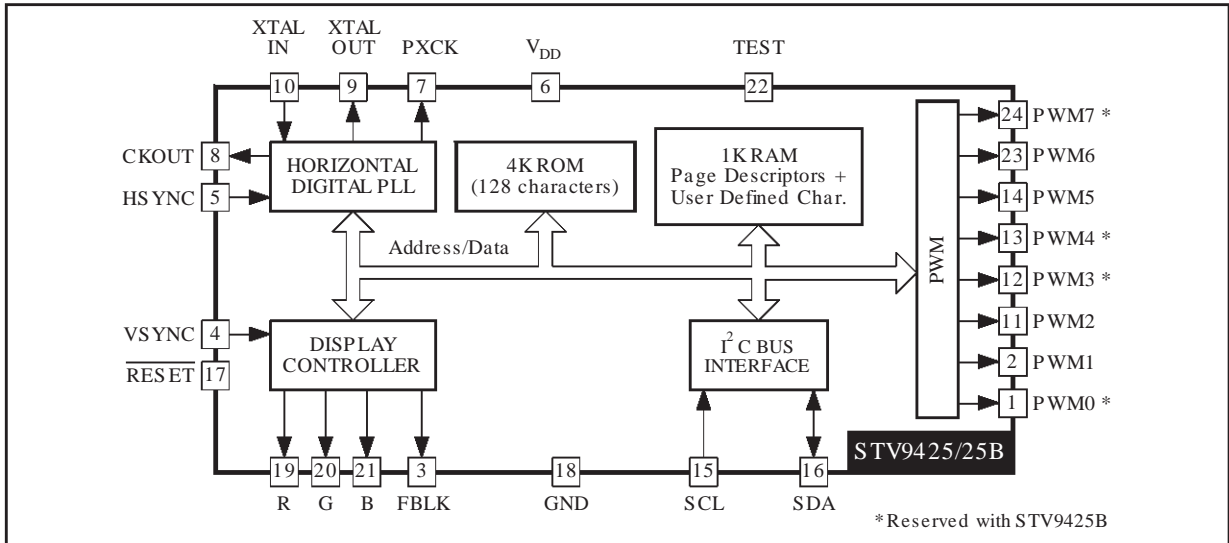 XTAL IN
XTAL OUT
PXCK
VDD
TEST
10
9
7
6
22
CKOUT
8
HSYNC
5
HORIZONTAL
DIGITAL PLL
4K ROM
(128 characters)
1K RAM
Page Descriptors +
User Defined Char.
Address/Data
PWM
24 PWM7 *
23 PWM6
14 PWM5
13 PWM4 *
12 PWM3 *
11 PWM2
2 PWM1
1 PWM0 *
VSYNC
4
RESET
17
DISPLAY
CONTROLLER
I2C BUS
INTERFACE
STV9425/25B
19
20
21
3
18
15
16
R
G
B
FBLK
GND
SCL
SDA
*Reserved with STV9425B